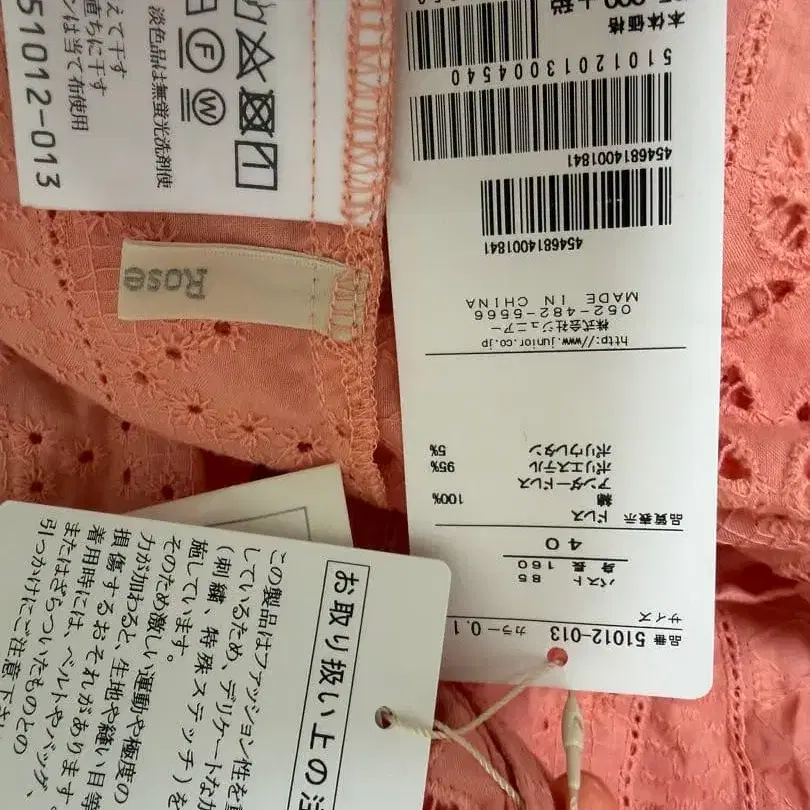 品番 51012-013 カラー 0.1
サイズ
バスト 85
身長 160
40
品質表示
ドレス
綿 100%
アンダードレス
ポリエステル 95%
ポリウレタン 5%
http://www.junior.co.jp
株式会社ジュニアー
052-482-5566
MADE IN CHINA
4546814001841
4546814001841
51012013004540
本体価格
+税
Rose
淡色品は無蛍光洗剤使
えて干す
直ちに干す
ンは当て布使用
51012-013
F
W
お取り扱い上の注
この製品はファッション性を重
しているため、デリケートなか
(刺繍、特殊ステッチ)を
施しています。
そのため激しい運動や極度の
力が加わると、生地や縫い目等
損傷するおそれがあります。
着用時には、ベルトやバッグ、
またはざらついたものとの
引っかけにご注意下さい